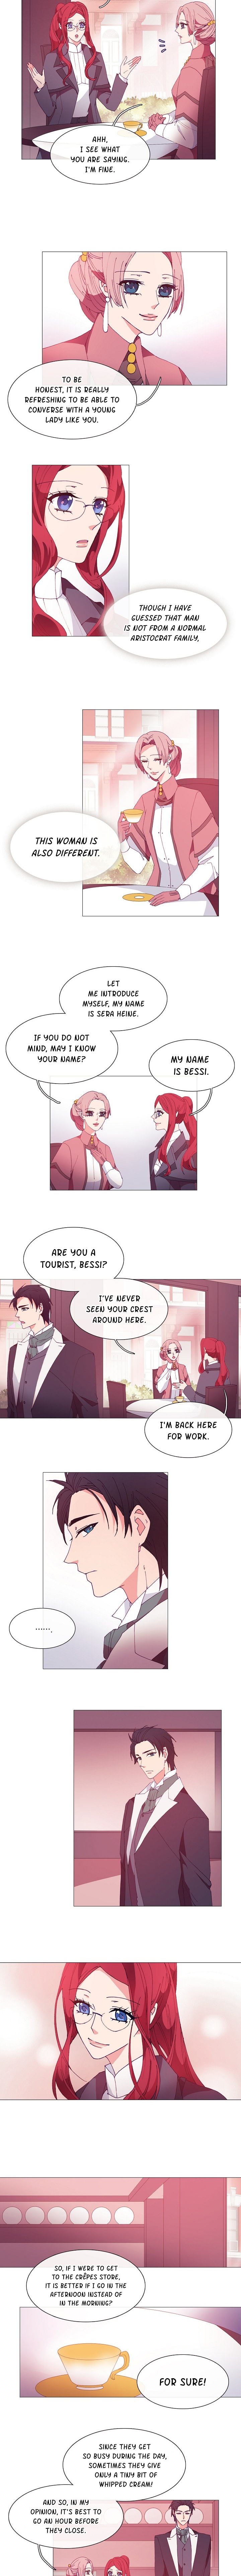 AHH,
I SEE WHAT
YOU ARE SAYING.
I'M FINE.
TO BE
HONEST, IT IS REALLY
REFRESHING TO BE ABLE TO
CONVERSE WITH A YOUNG
LADY LIKE YOU.
THOUGH I HAVE
GUESSED THAT MAN
IS NOT FROM A NORMAL
ARISTOCRAT FAMILY,
THIS WOMAN IS
ALSO DIFFERENT.
LET
ME INTRODUCE
MYSELF, MY NAME
IS SERA HEINE.
IF YOU DO NOT
MIND, MAY I KNOW
YOUR NAME?
MY NAME
IS BESSI.
ARE YOU A
TOURIST, BESSI?
I'VE NEVER
SEEN YOUR CREST
AROUND HERE.
I'M BACK HERE
FOR WORK.
......,
SO, IF I WERE TO GET
TO THE CRÊPES STORE,
IT IS BETTER IF I GO IN THE
AFTERNOON INSTEAD OF
IN THE MORNING?
FOR SURE!
SINCE THEY GET
SO BUSY DURING THE DAY,
SOMETIMES THEY GIVE
ONLY A TINY BIT OF
WHIPPED CREAM!
AND SO, IN MY
OPINION, IT'S BEST TO
GO AN HOUR BEFORE
THEY CLOSE.